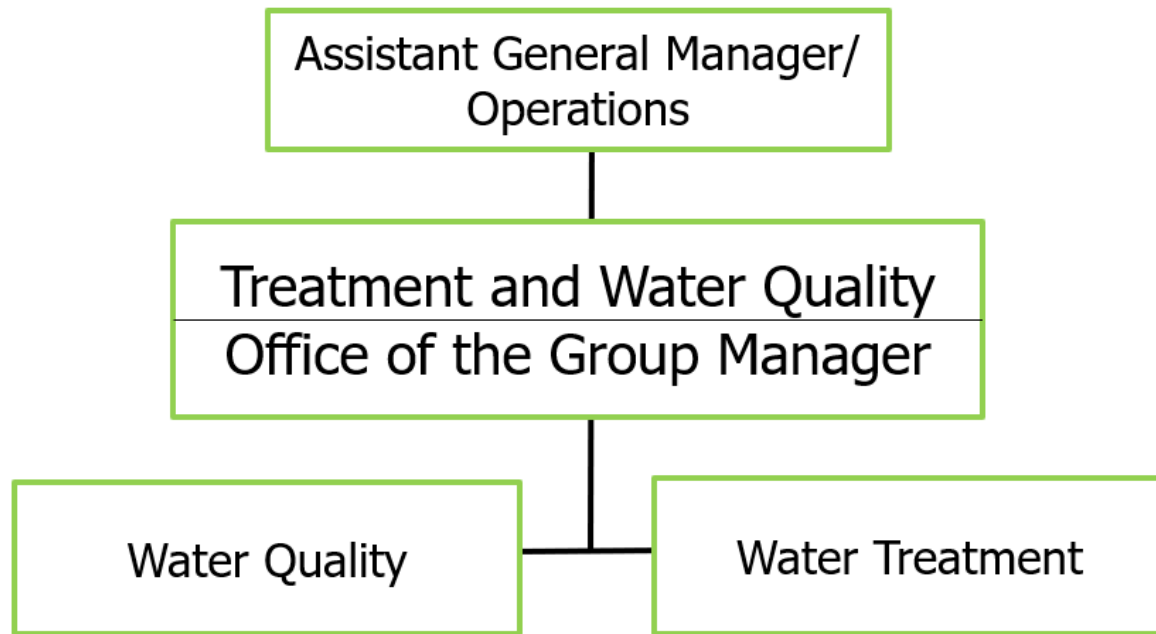 Assistant General Manager/
Operations
Treatment and Water Quality
Office of the Group Manager
Water Quality
Water Treatment